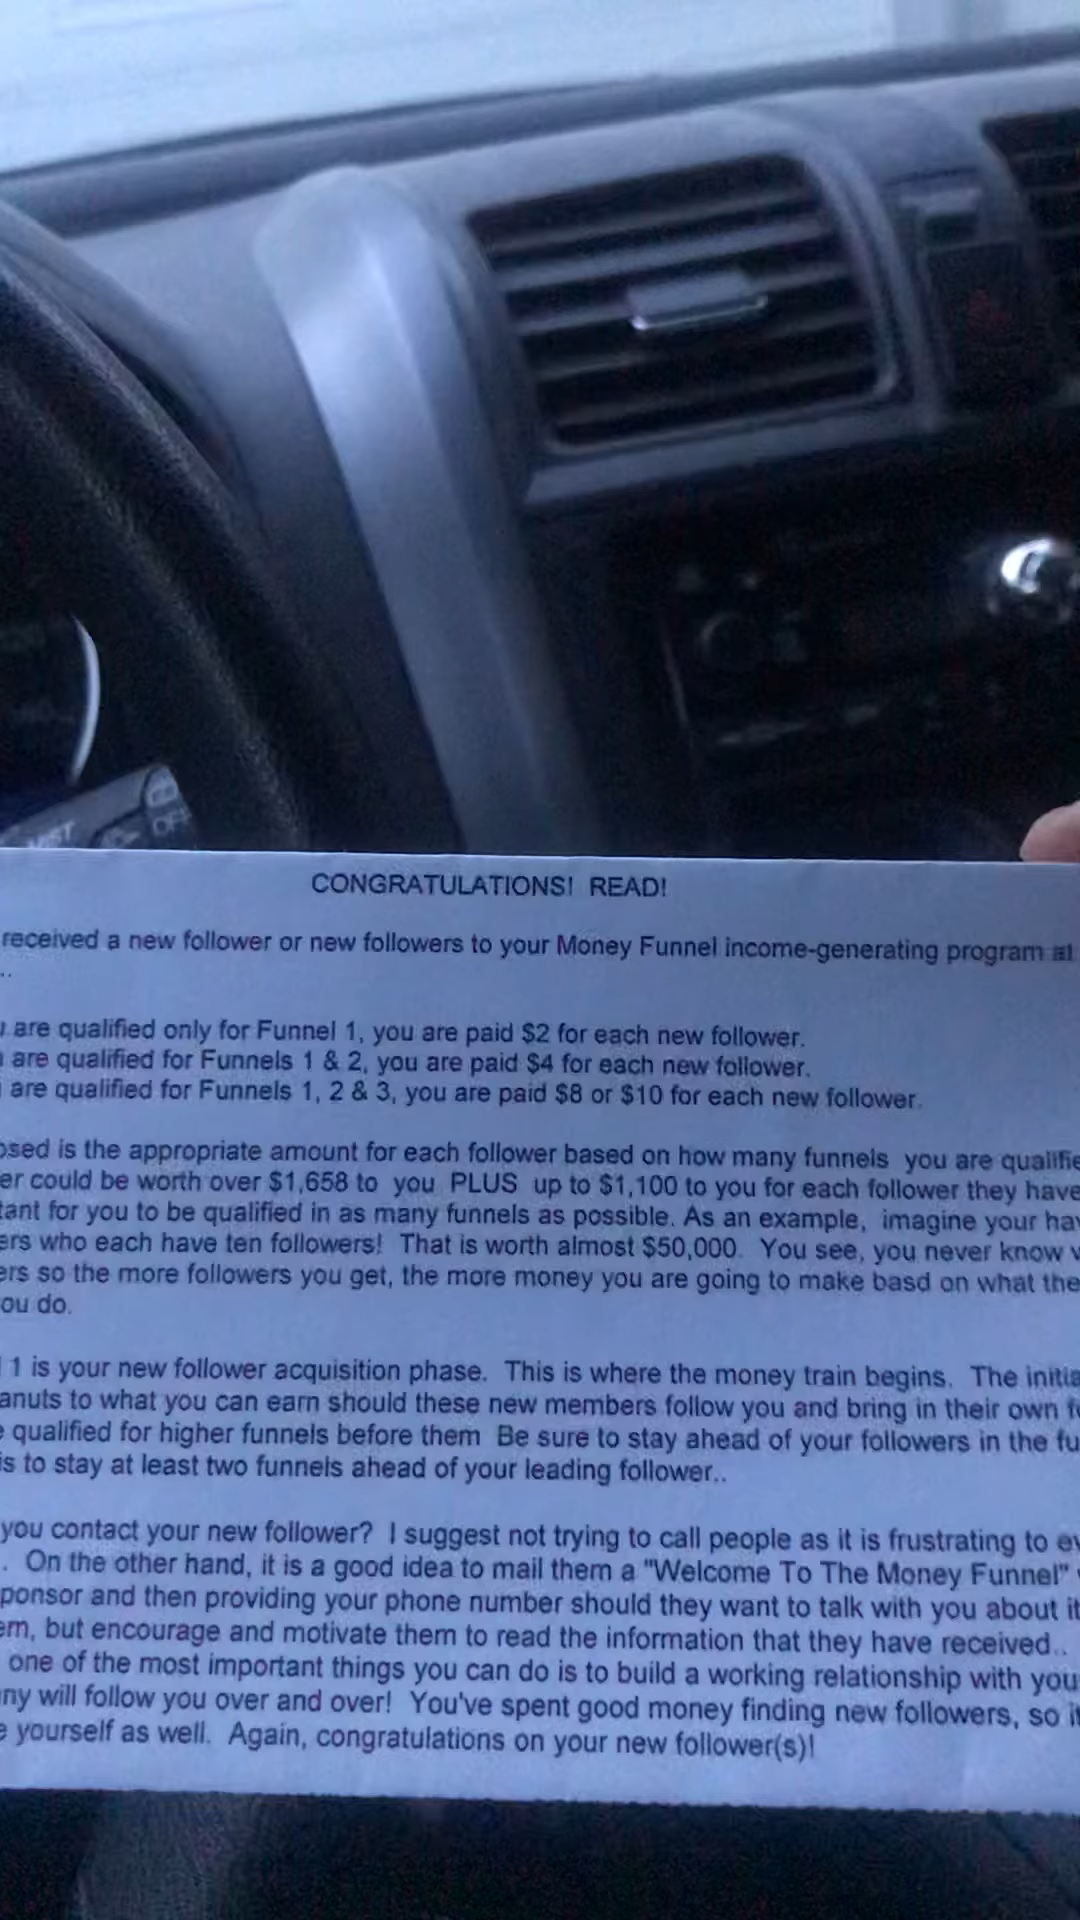 OFF
CONGRATULATIONS! READ!
received a new follower or new followers to your Money Funnel income-generating program at
..
are qualified only for Funnel 1, you are paid $2 for each new follower.
are qualified for Funnels 1 & 2, you are paid $4 for each new follower.
are qualified for Funnels 1, 2 & 3, you are paid $8 or $10 for each new follower.
osed is the appropriate amount for each follower based on how many funnels you are qualifie
er could be worth over $1,658 to you PLUS up to $1,100 to you for each follower they have
tant for you to be qualified in as many funnels as possible. As an example, imagine your hav
ers who each have ten followers! That is worth almost $50,000. You see, you never know
ers so the more followers you get, the more money you are going to make basd on what the
ou do.
1 is your new follower acquisition phase. This is where the money train begins. The initia
anuts to what you can earn should these new members follow you and bring in their own f
qualified for higher funnels before them Be sure to stay ahead of your followers in the fu
is to stay at least two funnels ahead of your leading follower..
you contact your new follower? I suggest not trying to call people as it is frustrating to ev
. On the other hand, it is a good idea to mail them a "Welcome To The Money Funnel"
ponsor and then providing your phone number should they want to talk with you about it
em, but encourage and motivate them to read the information that they have received..
one of the most important things you can do is to build a working relationship with you
ny will follow you over and over! You've spent good money finding new followers, so it
e yourself as well. Again, congratulations on your new follower(s)!